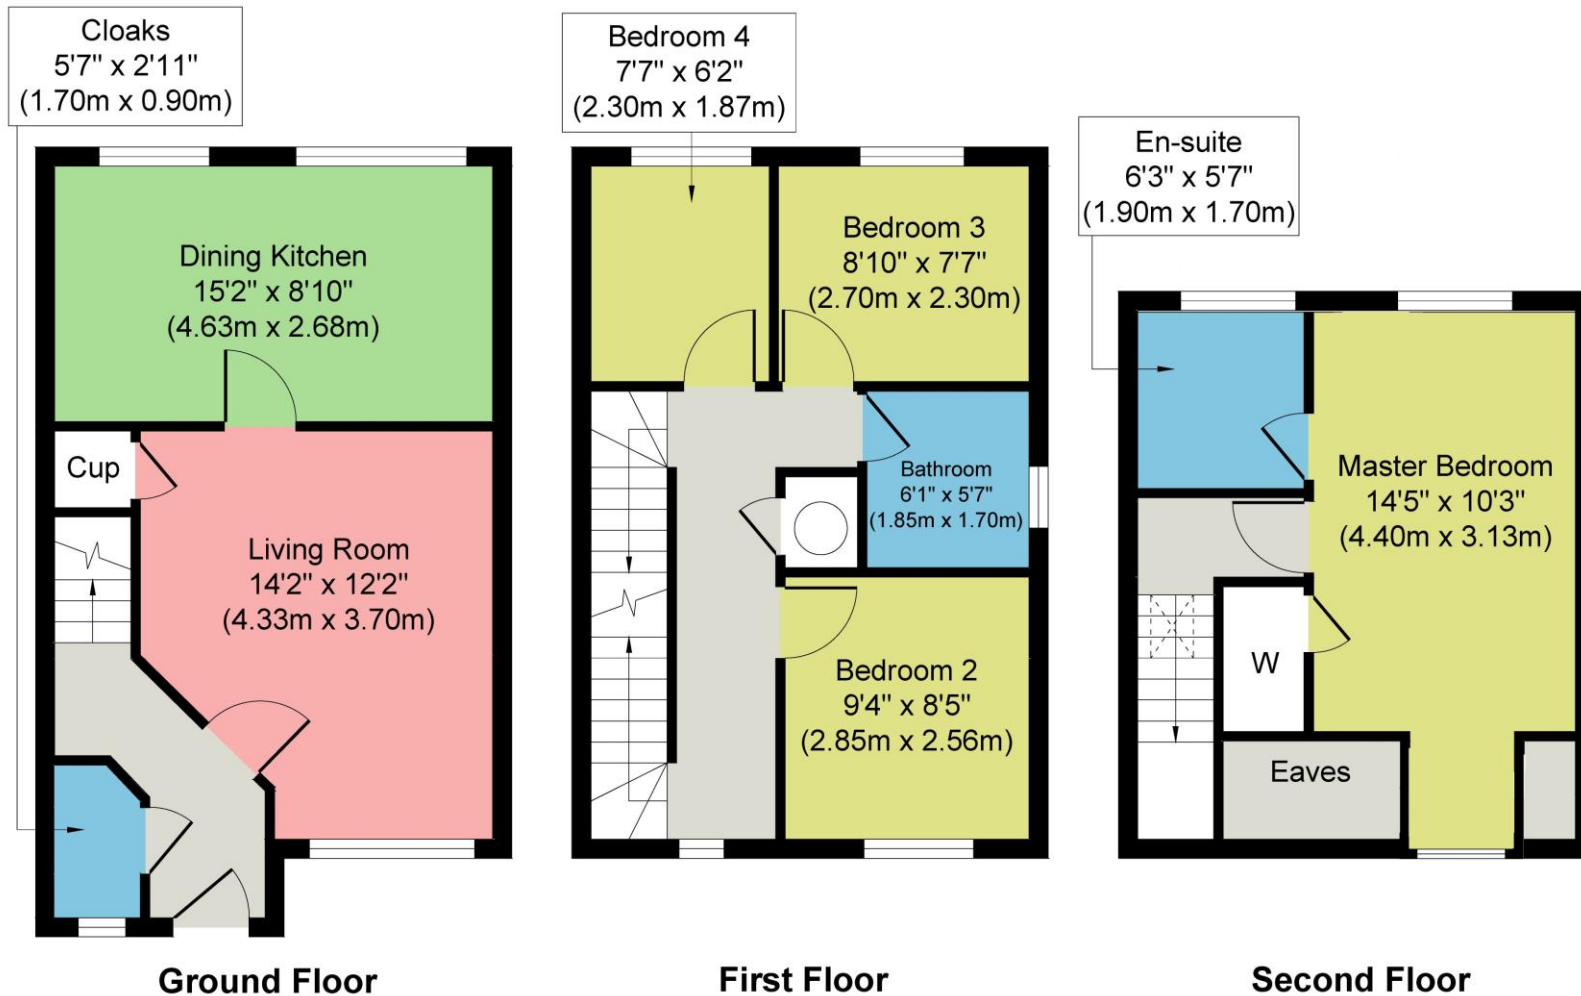 Cloaks
5'7" x 2'11"
(1.70m x 0.90m)
Dining Kitchen
15'2" x 8'10"
(4.63m x 2.68m)
Cup
Living Room
14'2" x 12'2"
(4.33m x 3.70m)
Ground Floor
Bedroom 4
7'7" x 6'2"
(2.30m x 1.87m)
Bedroom 3
8'10" x 7'7"
(2.70m x 2.30m)
Bathroom
6'1" x 5'7"
(1.85m x 1.70m)
Bedroom 2
9'4" x 8'5"
(2.85m x 2.56m)
First Floor
En-suite
6'3" x 5'7"
(1.90m x 1.70m)
Master Bedroom
14'5" x 10'3"
(4.40m x 3.13m)
W
Eaves
Second Floor